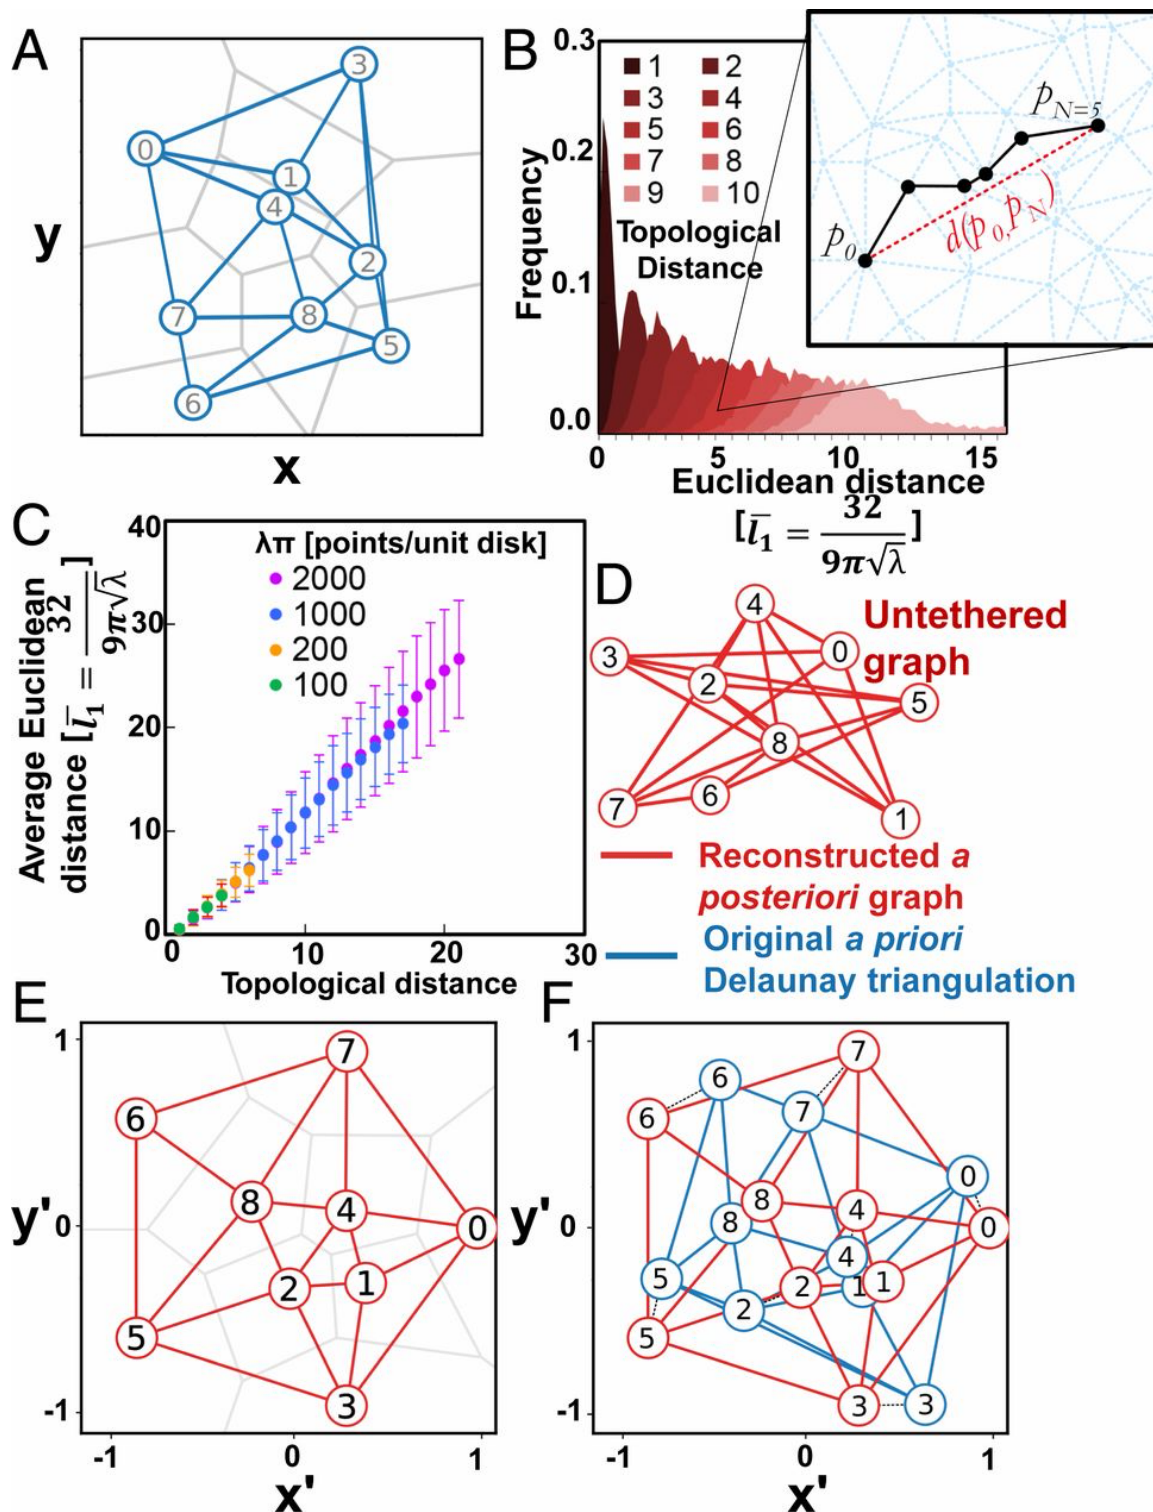 A
3
0
1
4
2
7
8
5
6
y
x
B
0.3
0.2
0.1
0.0
Frequency
1 2
3 4
5 6
7 8
9 10
Topological
Distance
p0
pN=5
d(p0,pN)
0 5 10 15
Euclidean distance
[l̄1 = 32/9π√λ]
C
40
30
20
10
0
Average Euclidean
distance [l̄1 = 32/9π√λ]
λπ [points/unit disk]
2000
1000
200
100
0 10 20 30
Topological distance
D
Untethered
graph
4
0
3
2
5
8
6
7
1
Reconstructed a
posteriori graph
Original a priori
Delaunay triangulation
E
1
0
-1
y'
7
6
8
4
0
1
2
5
3
-1 0 1
x'
F
1
0
-1
y'
7
6
7
6
0
8
4
8
0
4
5
2
1
1
2
5
3
3
-1 0 1
x'